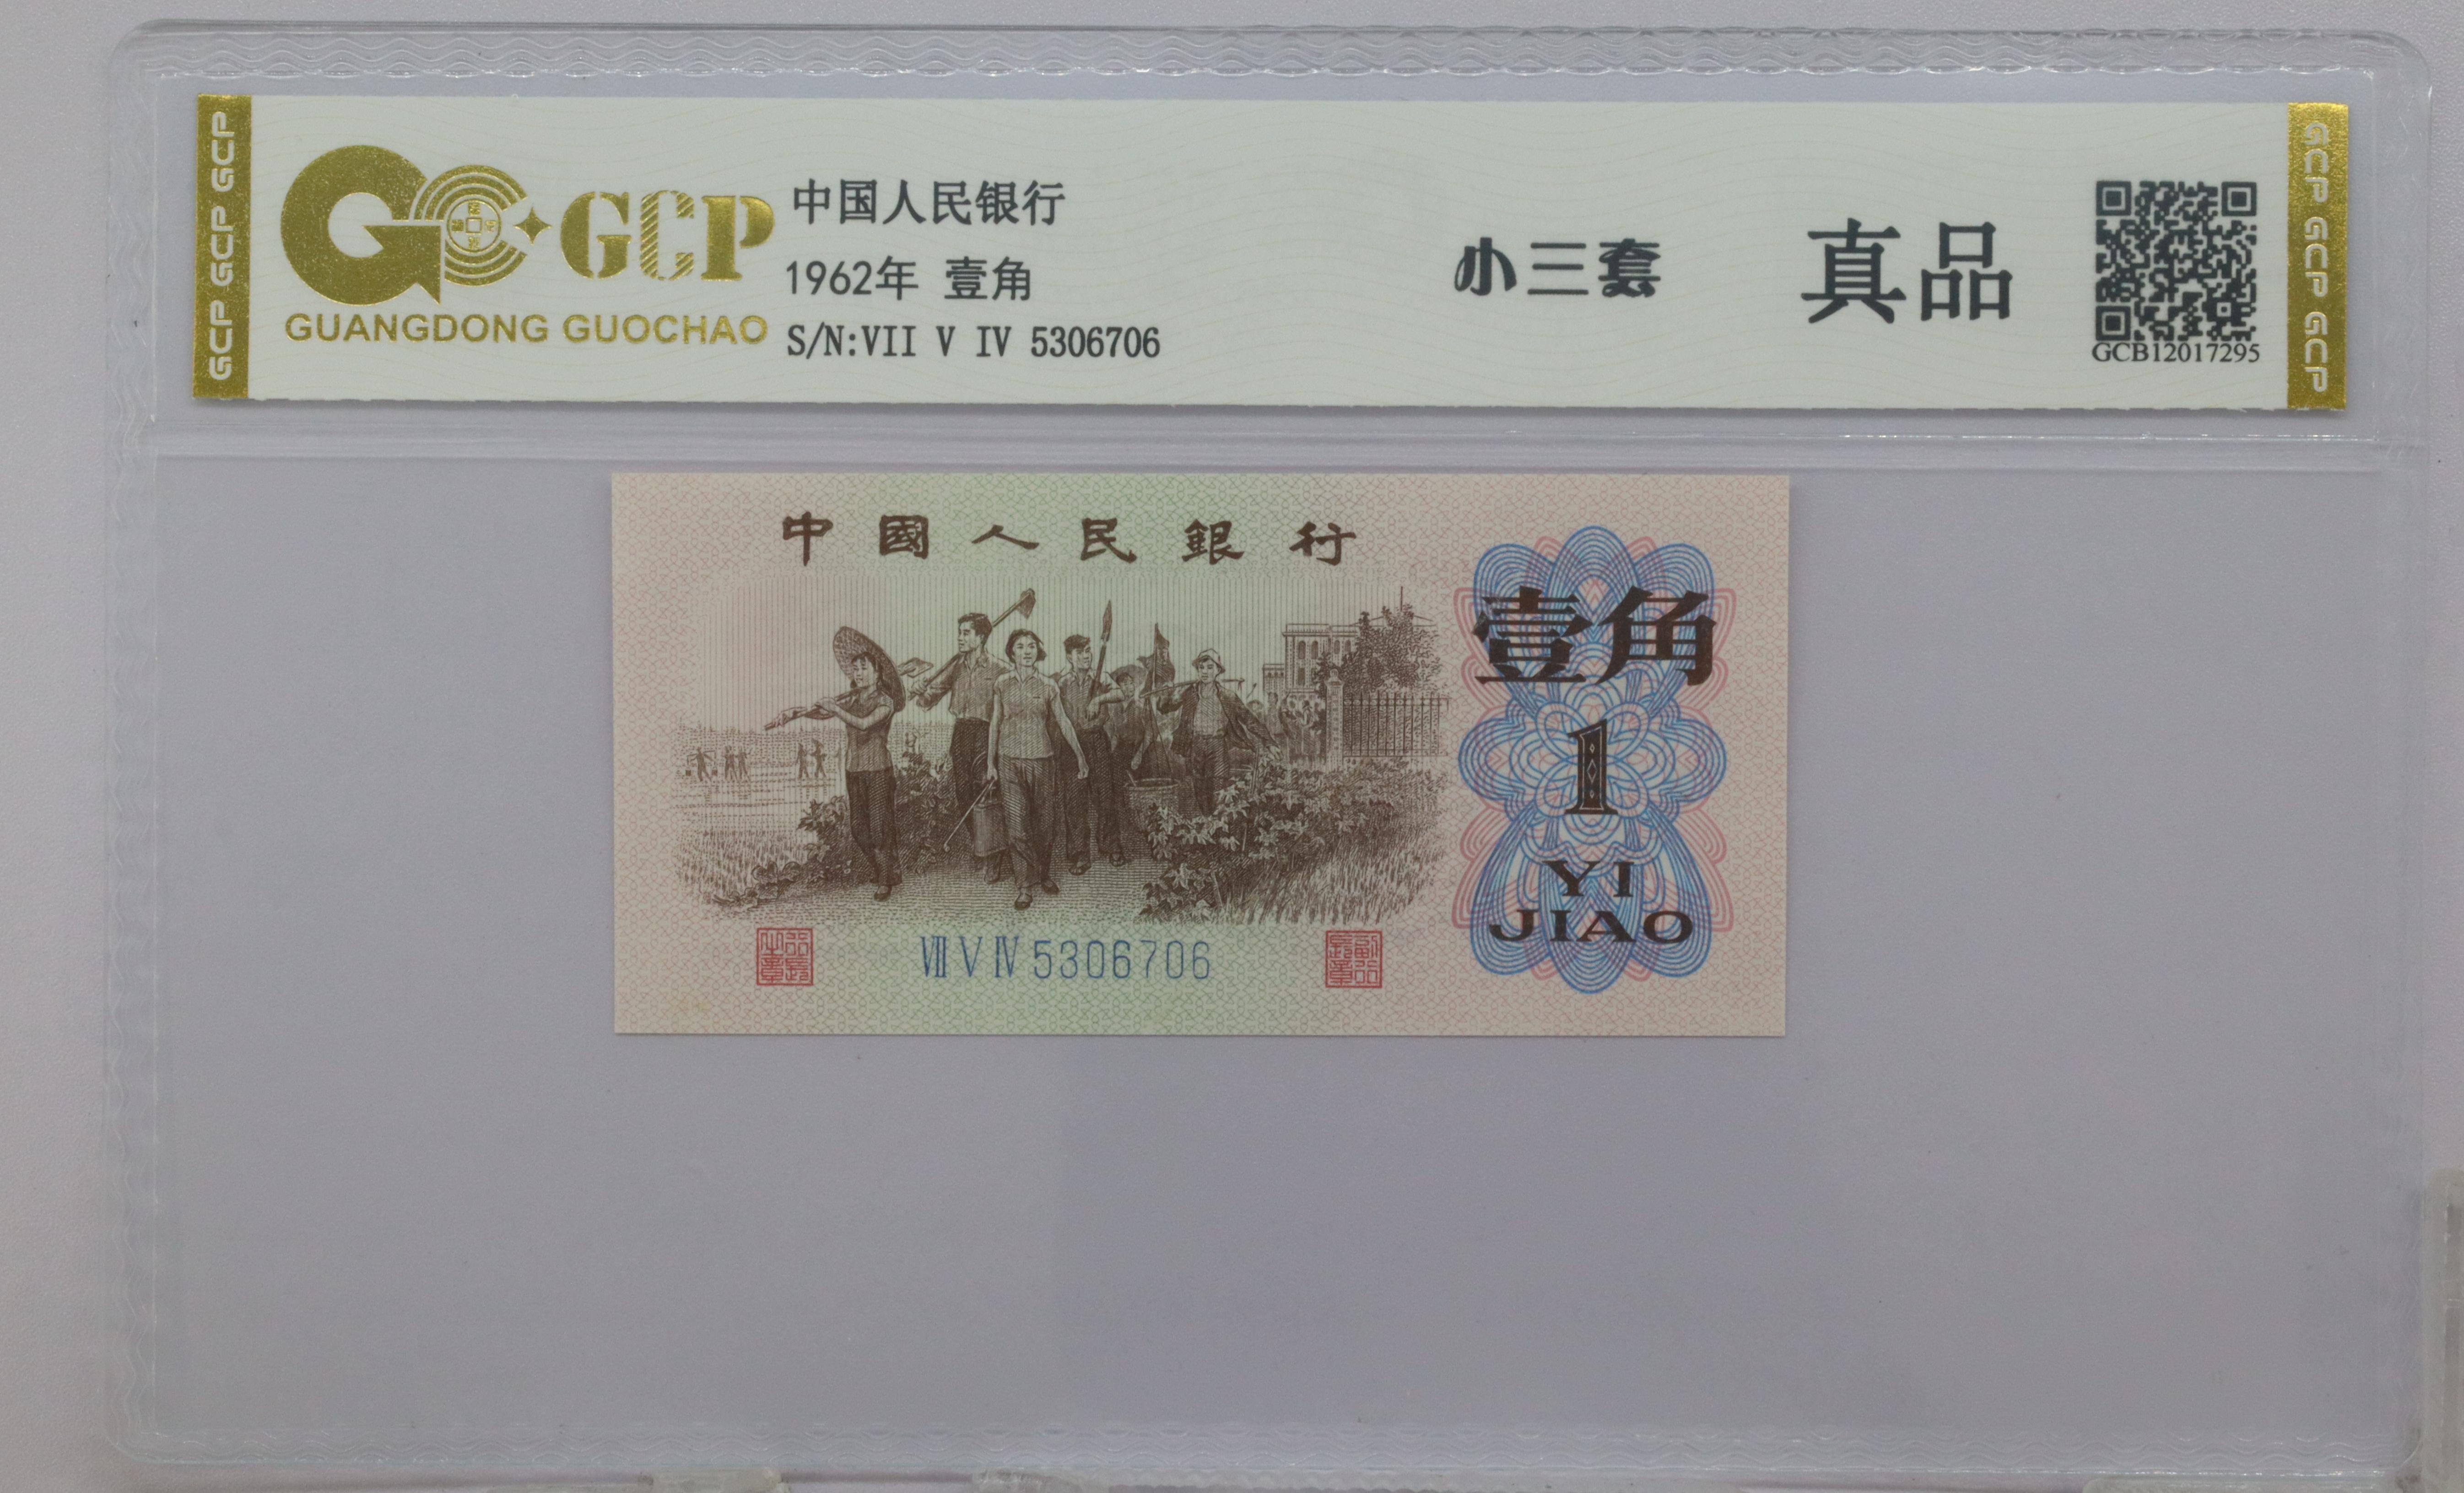 GCP GCP GCP GCP
GCP
GUANGDONG GUOCHAO
中国人民银行
1962年 壹角
S/N:VII V IV 5306706
小三套
真品
GCB12017295
GCP GCP GCP GCP
中國人民銀行
壹角
1
YI
JIAO
VII V IV 5306706